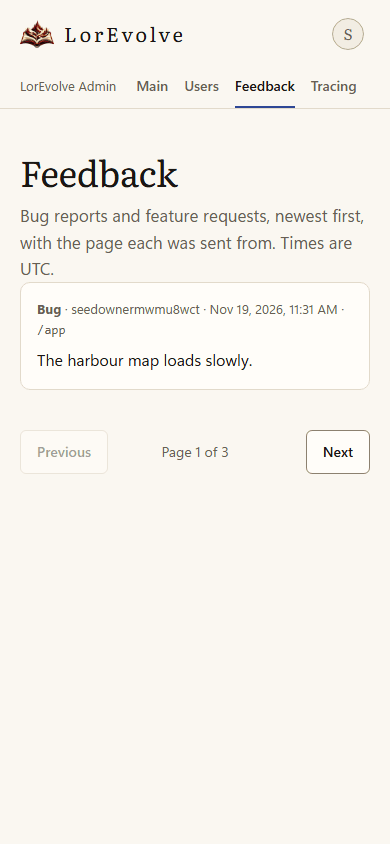 LorEvolve
S
LorEvolve Admin Main Users Feedback Tracing
Feedback
Bug reports and feature requests, newest first,
with the page each was sent from. Times are
UTC.
Bug · seedownermwmu8wct · Nov 19, 2026, 11:31 AM ·
/app
The harbour map loads slowly.
Previous Page 1 of 3 Next